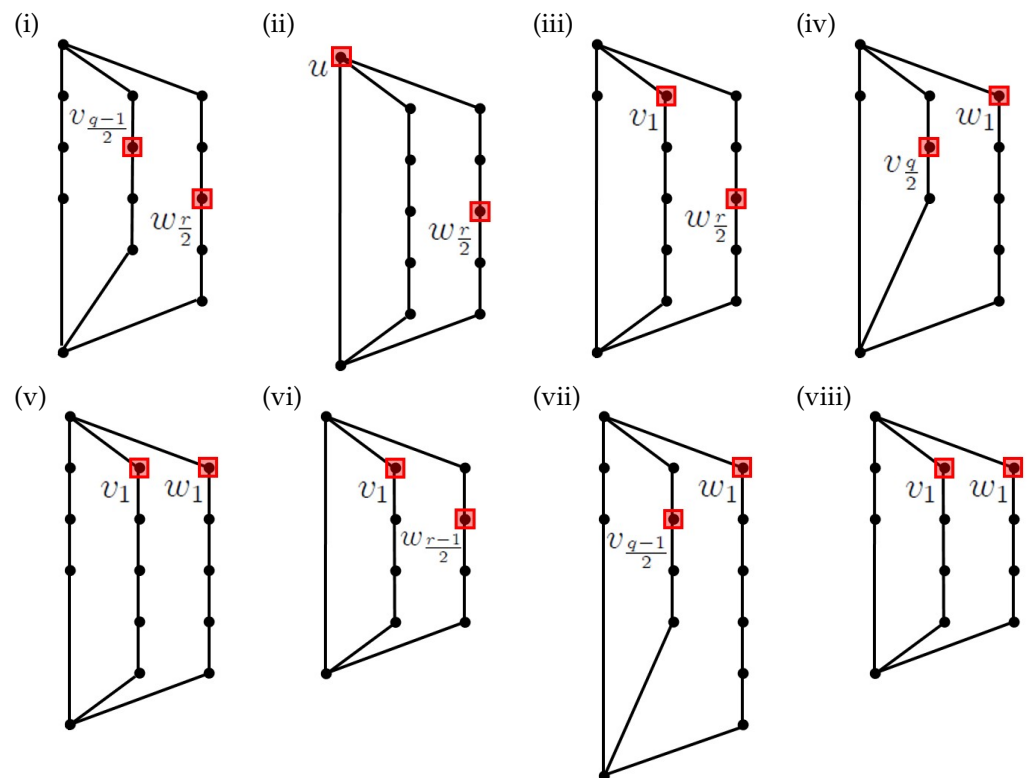 (i) (ii) (iii) (iv)
v_{\frac{q-1}{2}} w_{\frac{r}{2}}
u w_{\frac{r}{2}}
v_1 w_{\frac{r}{2}}
w_1 v_{\frac{q}{2}}
(v) (vi) (vii) (viii)
v_1 w_1
v_1 w_{\frac{r-1}{2}}
w_1 v_{\frac{q-1}{2}}
v_1 w_1